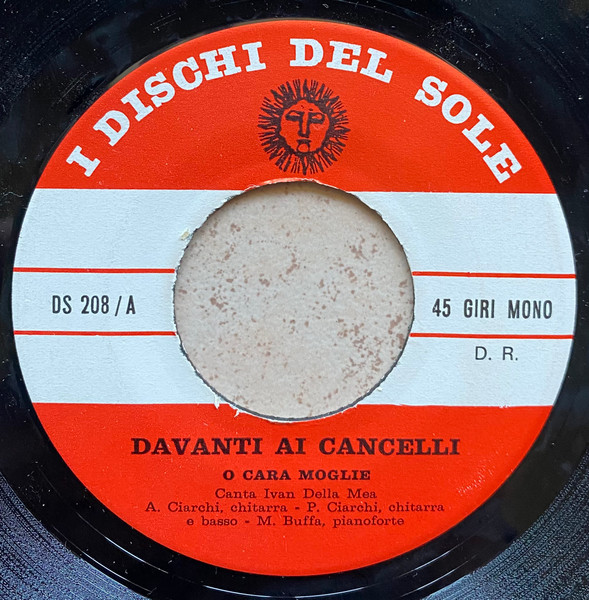 I DISCHI DEL SOLE
DS 208/A
45 GIRI MONO
D. R.
DAVANTI AI CANCELLI
O CARA MOGLIE
Canta Ivan Della Mea
A. Ciarchi, chitarra - P. Ciarchi, chitarra
e basso - M. Buffa, pianoforte